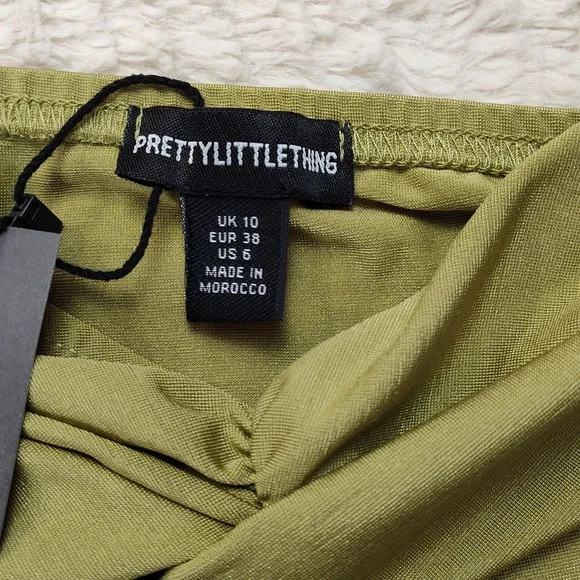 PRETTYLITTLETHING
UK 10
EUR 38
US 6
MADE IN
MOROCCO